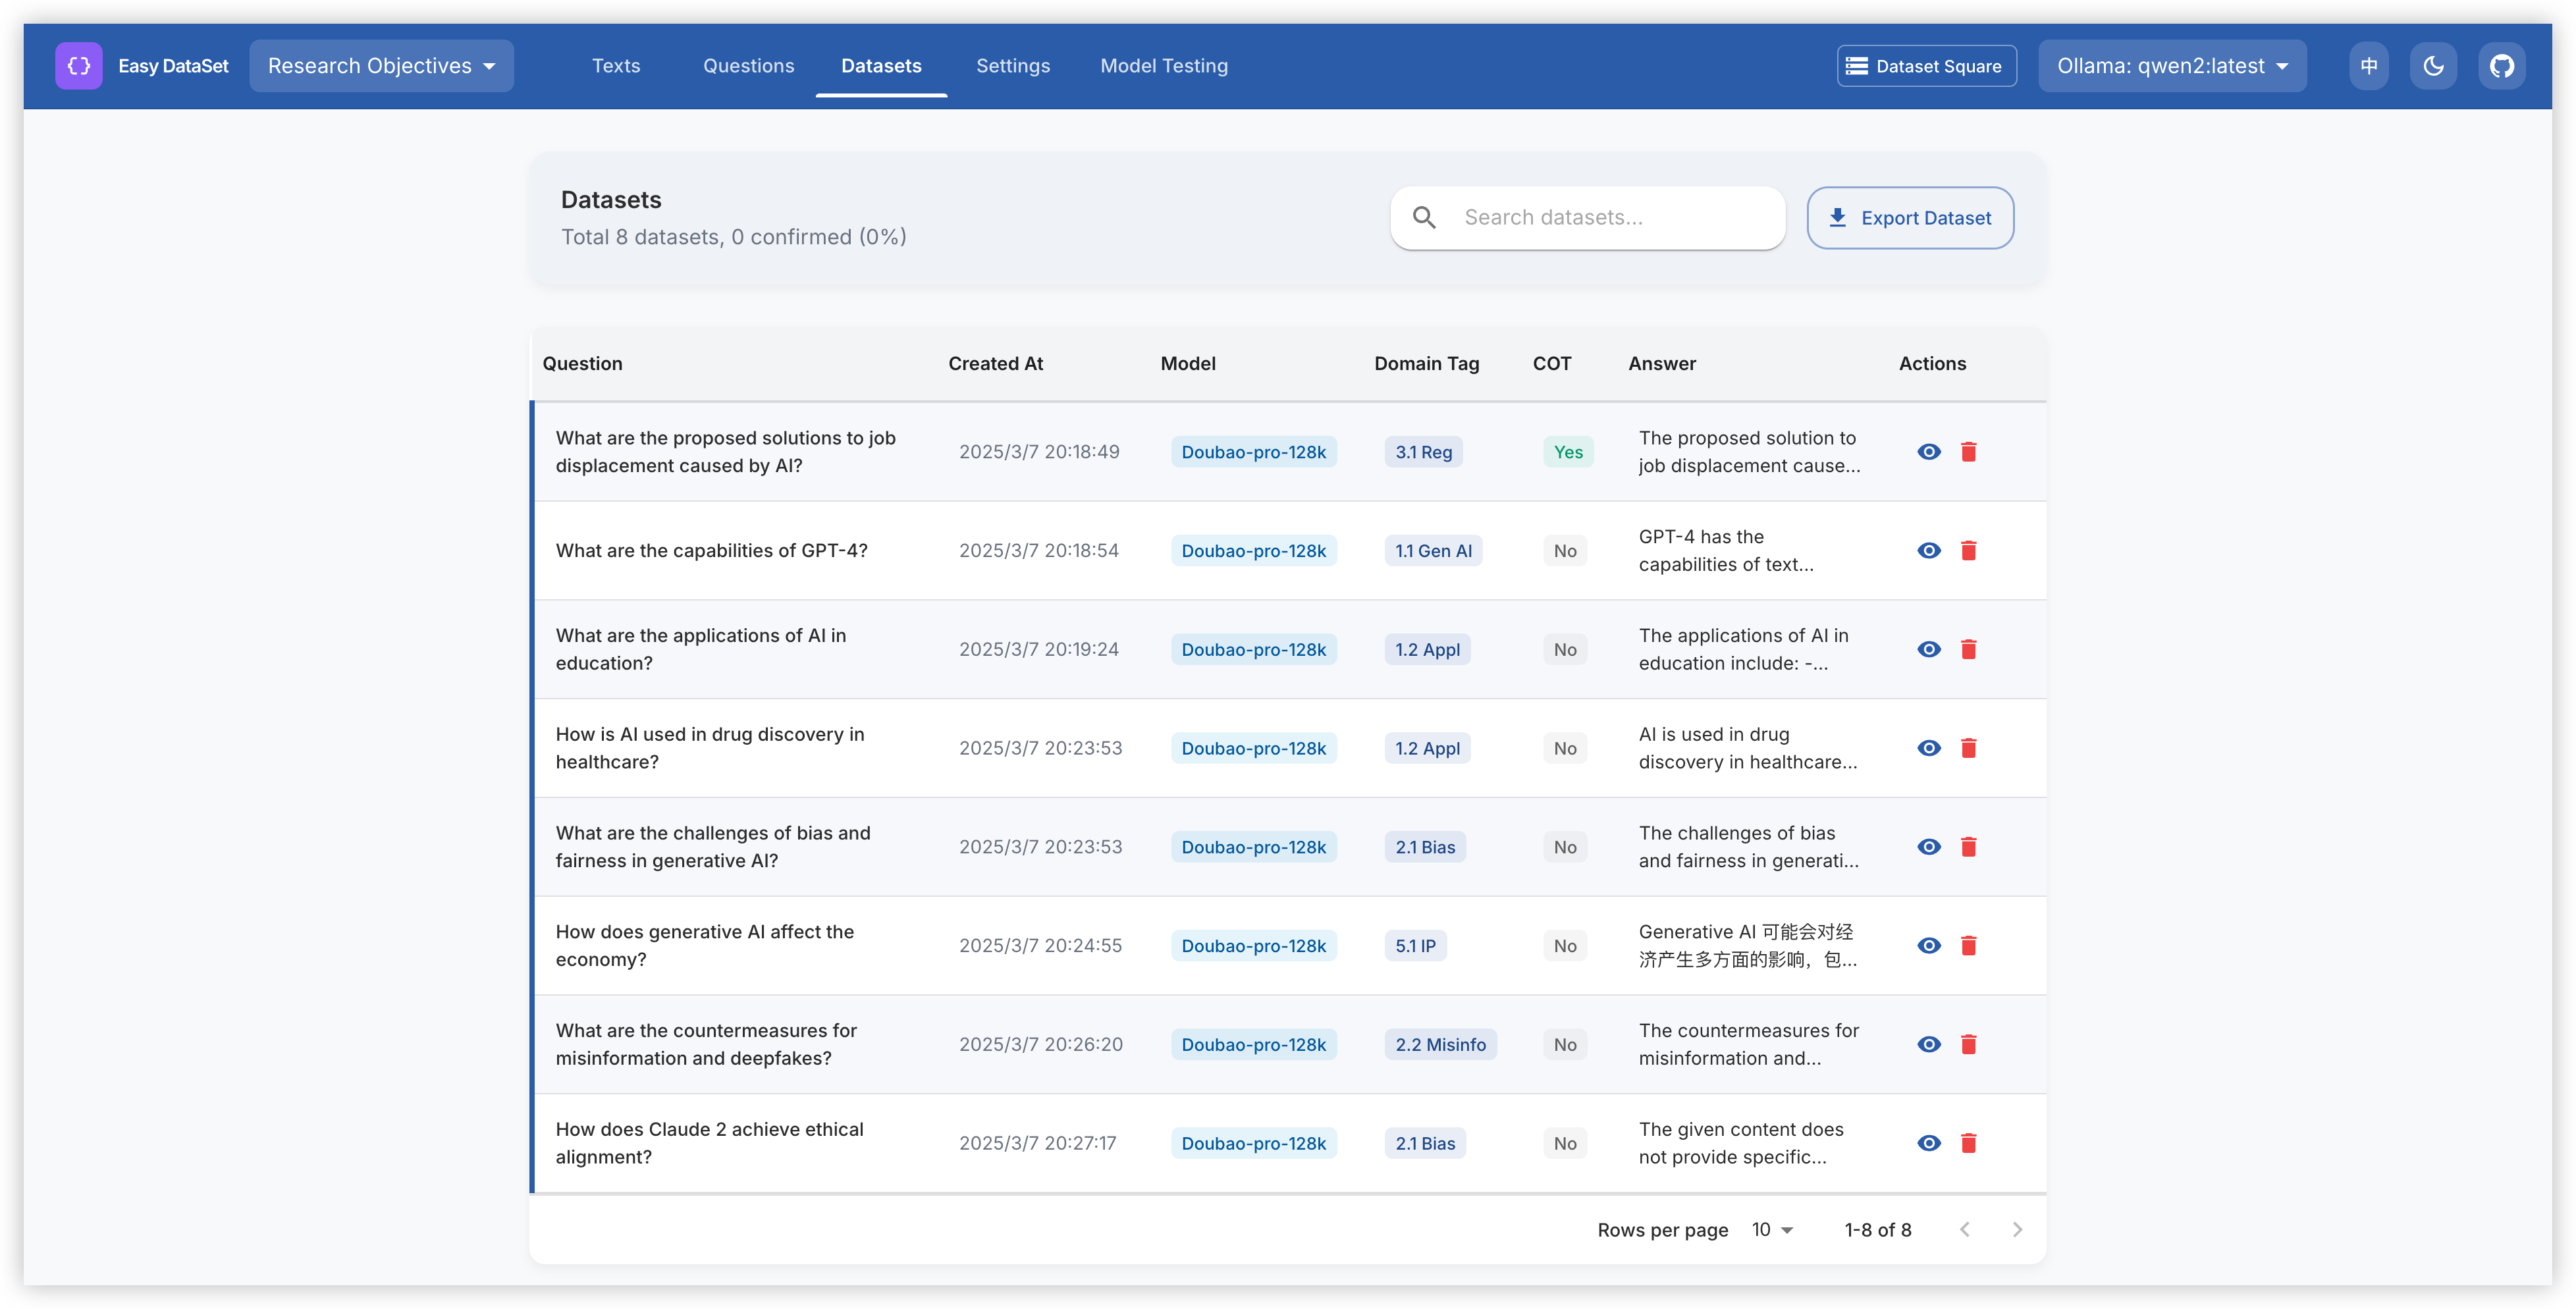 Easy DataSet
Research Objectives
Texts
Questions
Datasets
Settings
Model Testing
Dataset Square
Ollama: qwen2:latest
中
Datasets
Total 8 datasets, 0 confirmed (0%)
Search datasets...
Export Dataset
Question
Created At
Model
Domain Tag
COT
Answer
Actions
What are the proposed solutions to job
displacement caused by AI?
2025/3/7 20:18:49
Doubao-pro-128k
3.1 Reg
Yes
The proposed solution to
job displacement cause...
What are the capabilities of GPT-4?
2025/3/7 20:18:54
Doubao-pro-128k
1.1 Gen AI
No
GPT-4 has the
capabilities of text...
What are the applications of AI in
education?
2025/3/7 20:19:24
Doubao-pro-128k
1.2 Appl
No
The applications of AI in
education include: -...
How is AI used in drug discovery in
healthcare?
2025/3/7 20:23:53
Doubao-pro-128k
1.2 Appl
No
AI is used in drug
discovery in healthcare...
What are the challenges of bias and
fairness in generative AI?
2025/3/7 20:23:53
Doubao-pro-128k
2.1 Bias
No
The challenges of bias
and fairness in generati...
How does generative AI affect the
economy?
2025/3/7 20:24:55
Doubao-pro-128k
5.1 IP
No
Generative AI 可能会对经
济产生多方面的影响，包...
What are the countermeasures for
misinformation and deepfakes?
2025/3/7 20:26:20
Doubao-pro-128k
2.2 Misinfo
No
The countermeasures for
misinformation and...
How does Claude 2 achieve ethical
alignment?
2025/3/7 20:27:17
Doubao-pro-128k
2.1 Bias
No
The given content does
not provide specific...
Rows per page
10
1-8 of 8